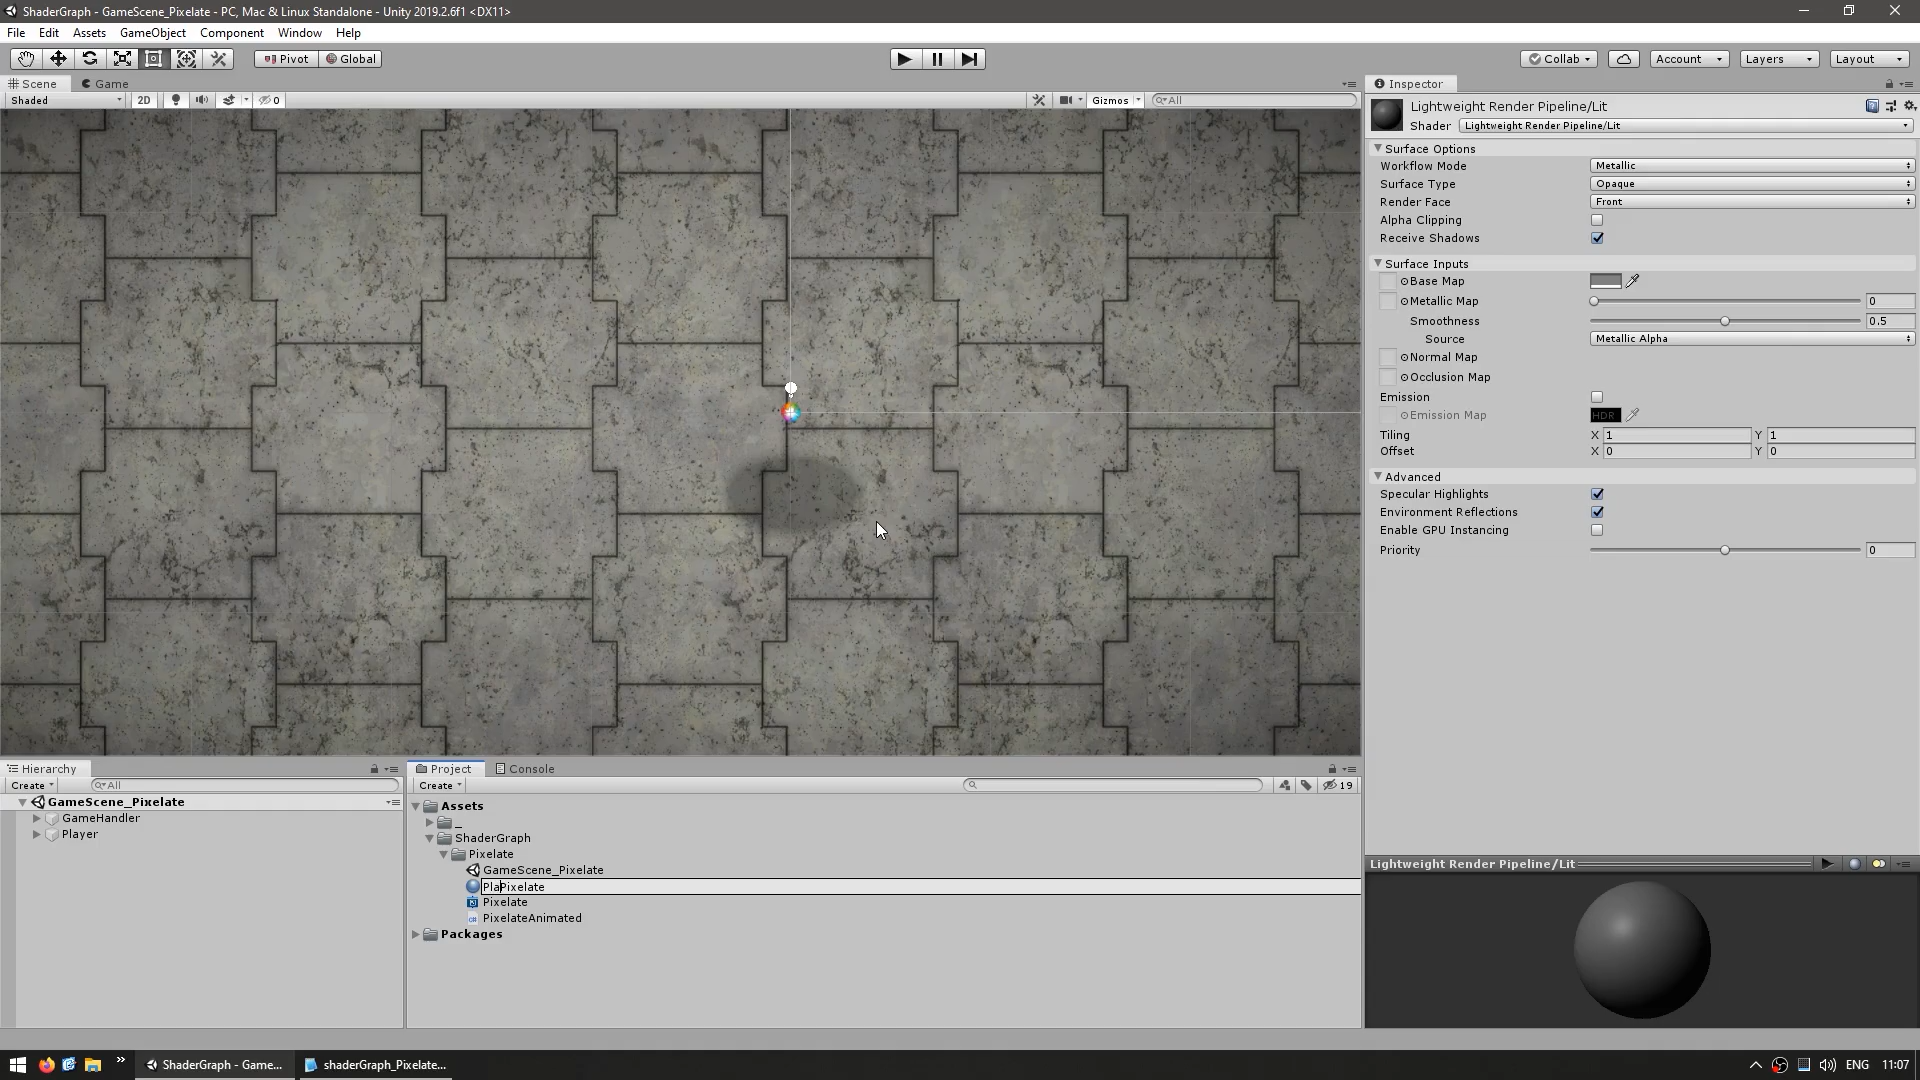 ShaderGraph - GameScene_Pixelate - PC, Mac & Linux Standalone - Unity 2019.2.6f1 <DX11>
File Edit Assets GameObject Component Window Help
Pivot Global Collab Account Layers Layout
Scene Game Inspector
Shaded 2D 0 Gizmos All
Lightweight Render Pipeline/Lit
Shader Lightweight Render Pipeline/Lit
Surface Options
Workflow Mode Metallic
Surface Type Opaque
Render Face Front
Alpha Clipping
Receive Shadows
Surface Inputs
Base Map
Metallic Map 0
Smoothness 0.5
Source Metallic Alpha
Normal Map
Occlusion Map
Emission
Emission Map HDR
Tiling X 1 Y 1
Offset X 0 Y 0
Advanced
Specular Highlights
Environment Reflections
Enable GPU Instancing
Priority 0
Hierarchy
Create All
GameScene_Pixelate
GameHandler
Player
Project Console
Create 19
Assets
_
ShaderGraph
Pixelate
GameScene_Pixelate
PlaPixelate
Pixelate
PixelateAnimated
Packages
Lightweight Render Pipeline/Lit
ShaderGraph - Game... shaderGraph_Pixelate... ENG 11:07